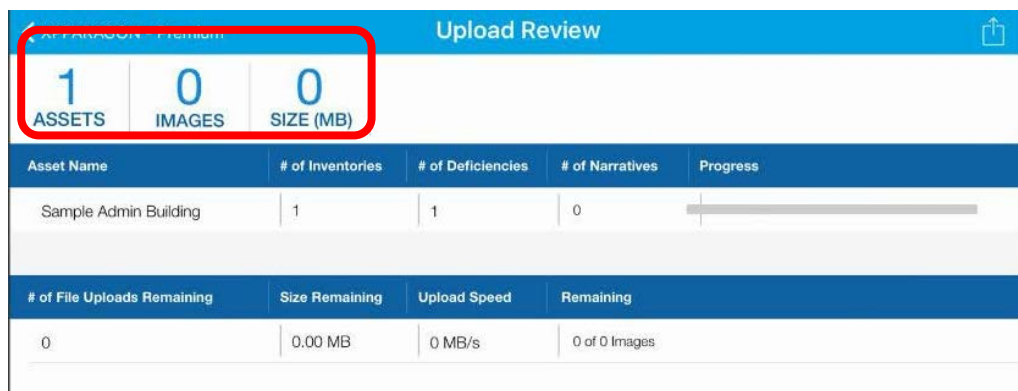 XPPARAGON - Premium Upload Review
1 0 0
ASSETS IMAGES SIZE (MB)
Asset Name # of Inventories # of Deficiencies # of Narratives Progress
Sample Admin Building 1 1 0
# of File Uploads Remaining Size Remaining Upload Speed Remaining
0 0.00 MB 0 MB/s 0 of 0 Images